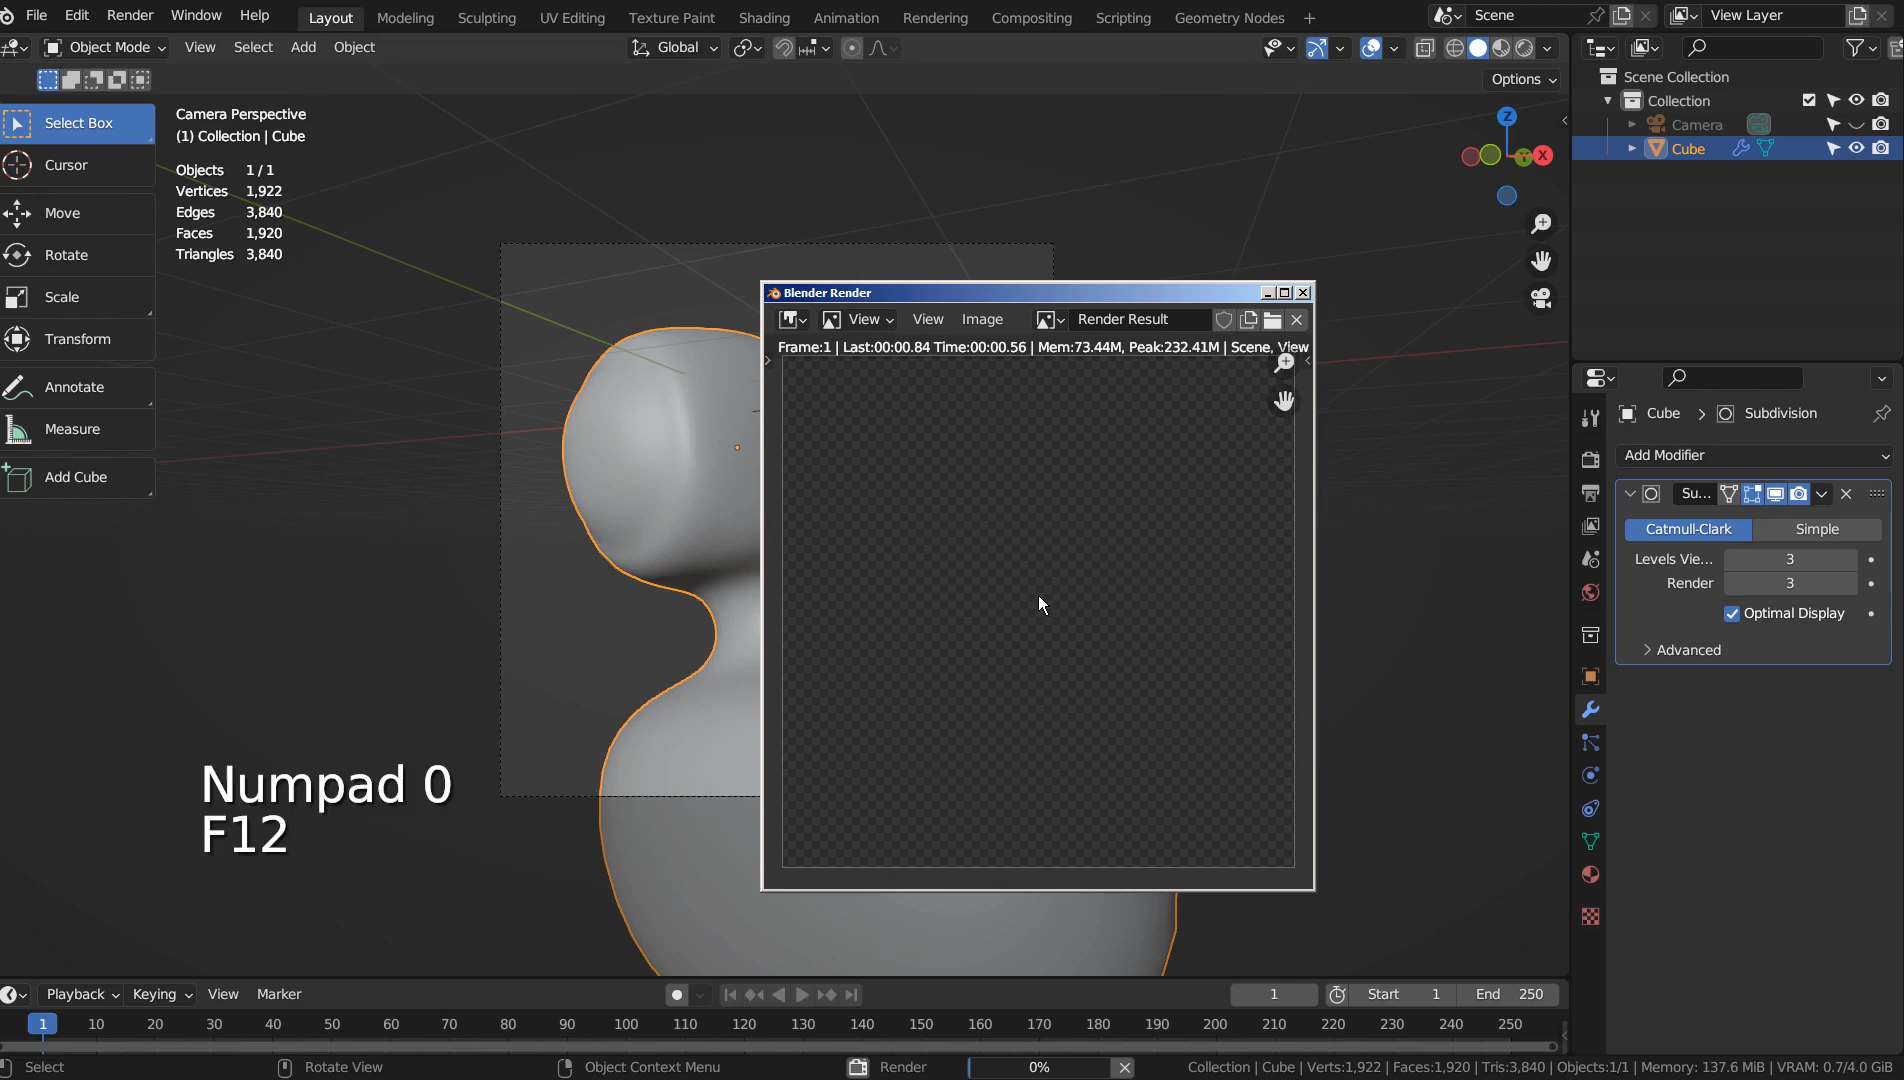 File Edit Render Window Help Layout Modeling Sculpting UV Editing Texture Paint Shading Animation Rendering Compositing Scripting Geometry Nodes + Scene View Layer
Object Mode View Select Add Object Global
Options
Select Box
Cursor
Move
Rotate
Scale
Transform
Annotate
Measure
Add Cube
Camera Perspective
(1) Collection | Cube
Objects 1 / 1
Vertices 1,922
Edges 3,840
Faces 1,920
Triangles 3,840
Z
X
Y
Blender Render
View View Image Render Result
Frame:1 | Last:00:00.84 Time:00:00.56 | Mem:73.44M, Peak:232.41M | Scene, View
Numpad 0
F12
Scene Collection
Collection
Camera
Cube
Cube > Subdivision
Add Modifier
Su...
Catmull-Clark Simple
Levels Vie... 3
Render 3
Optimal Display
Advanced
Playback Keying View Marker 1 Start 1 End 250
1 10 20 30 40 50 60 70 80 90 100 110 120 130 140 150 160 170 180 190 200 210 220 230 240 250
Select Rotate View Object Context Menu Render 0% Collection | Cube | Verts:1,922 | Faces:1,920 | Tris:3,840 | Objects:1/1 | Memory: 137.6 MiB | VRAM: 0.7/4.0 GiB